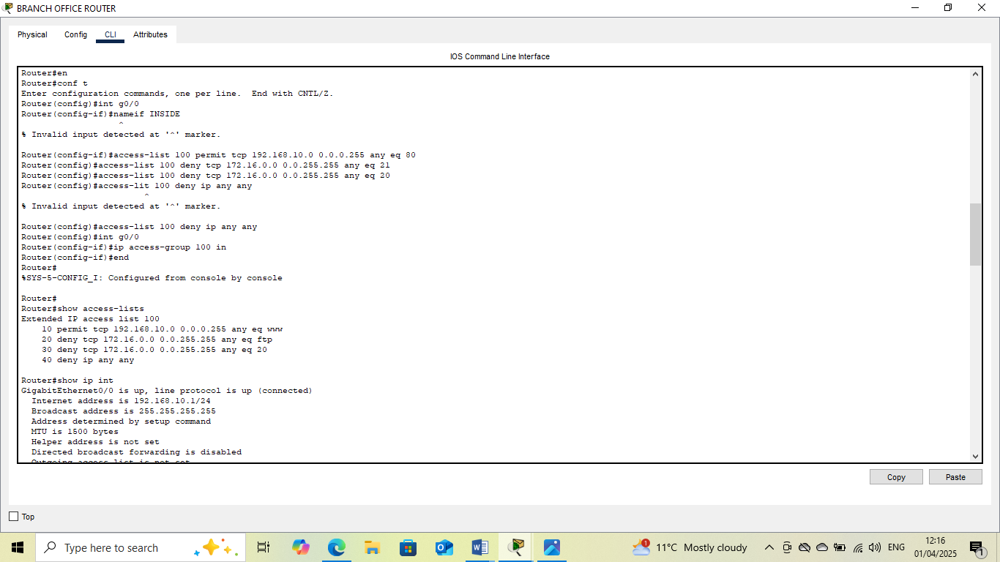 BRANCH OFFICE ROUTER
Physical Config CLI Attributes
IOS Command Line Interface
Router#en
Router#conf t
Enter configuration commands, one per line.  End with CNTL/Z.
Router(config)#int g0/0
Router(config-if)#nameif INSIDE
^
% Invalid input detected at '^' marker.
Router(config-if)#access-list 100 permit tcp 192.168.10.0 0.0.0.255 any eq 80
Router(config)#access-list 100 deny tcp 172.16.0.0 0.0.255.255 any eq 21
Router(config)#access-list 100 deny tcp 172.16.0.0 0.0.255.255 any eq 20
Router(config)#access-lit 100 deny ip any any
^
% Invalid input detected at '^' marker.
Router(config)#access-list 100 deny ip any any
Router(config)#int g0/0
Router(config-if)#ip access-group 100 in
Router(config-if)#end
Router#
%SYS-5-CONFIG_I: Configured from console by console
Router#
Router#show access-lists
Extended IP access list 100
10 permit tcp 192.168.10.0 0.0.0.255 any eq www
20 deny tcp 172.16.0.0 0.0.255.255 any eq ftp
30 deny tcp 172.16.0.0 0.0.255.255 any eq 20
40 deny ip any any
Router#show ip int
GigabitEthernet0/0 is up, line protocol is up (connected)
Internet address is 192.168.10.1/24
Broadcast address is 255.255.255.255
Address determined by setup command
MTU is 1500 bytes
Helper address is not set
Directed broadcast forwarding is disabled
Outgoing access list is not set
Copy Paste
Top
Type here to search
1
11°C Mostly cloudy
ENG
12:16
01/04/2025
1